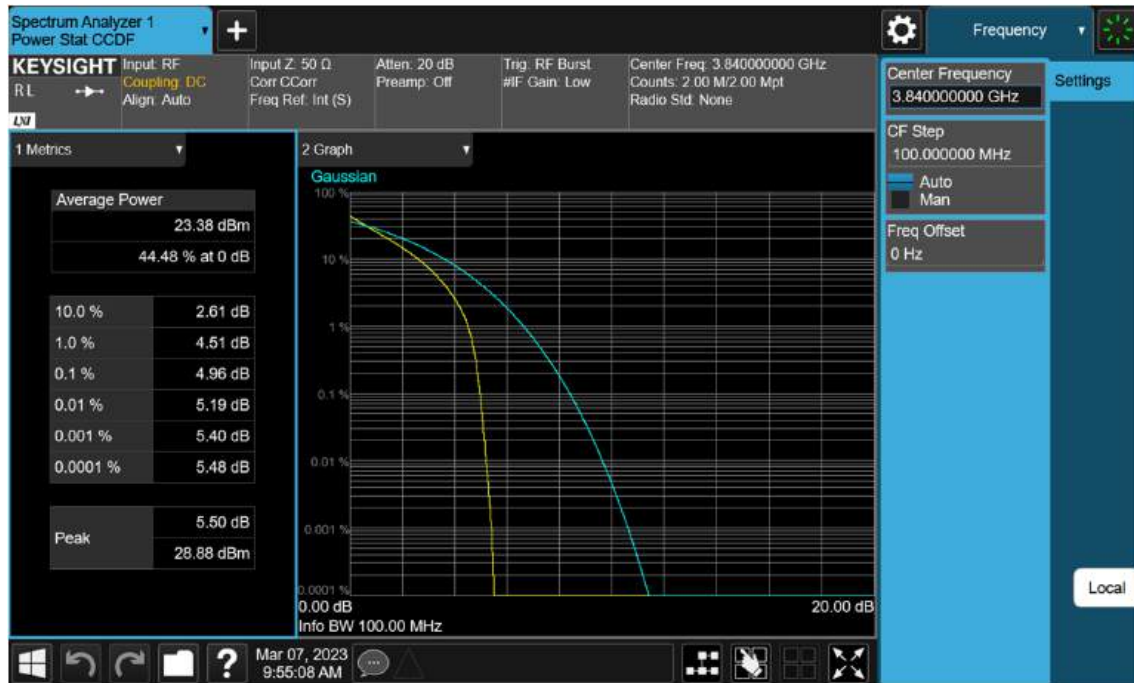 Spectrum Analyzer 1
Power Stat CCDF
Frequency
KEYSIGHT
RL
LXI
Input: RF
Coupling: DC
Align: Auto
Input Z: 50 Ω
Corr CCorr
Freq Ref: Int (S)
Atten: 20 dB
Preamp: Off
Trig: RF Burst
#IF Gain: Low
Center Freq: 3.840000000 GHz
Counts: 2.00 M/2.00 Mpt
Radio Std: None
1 Metrics
Average Power
23.38 dBm
44.48 % at 0 dB
10.0 % 2.61 dB
1.0 % 4.51 dB
0.1 % 4.96 dB
0.01 % 5.19 dB
0.001 % 5.40 dB
0.0001 % 5.48 dB
Peak
5.50 dB
28.88 dBm
2 Graph
Gaussian
100 %
10 %
1 %
0.1 %
0.01 %
0.001 %
0.0001 %
0.00 dB 20.00 dB
Info BW 100.00 MHz
Center Frequency
3.840000000 GHz
CF Step
100.000000 MHz
Auto
Man
Freq Offset
0 Hz
Settings
Local
?
Mar 07, 2023
9:55:08 AM